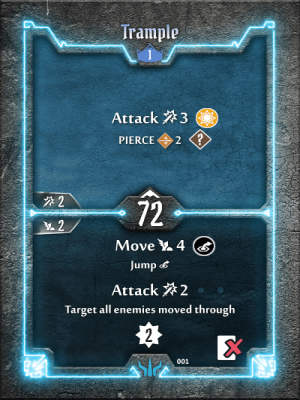 Trample
1
Attack 3
PIERCE 2 ?
2
72
2
Move 4
Jump
Attack 2
Target all enemies moved through
2
001